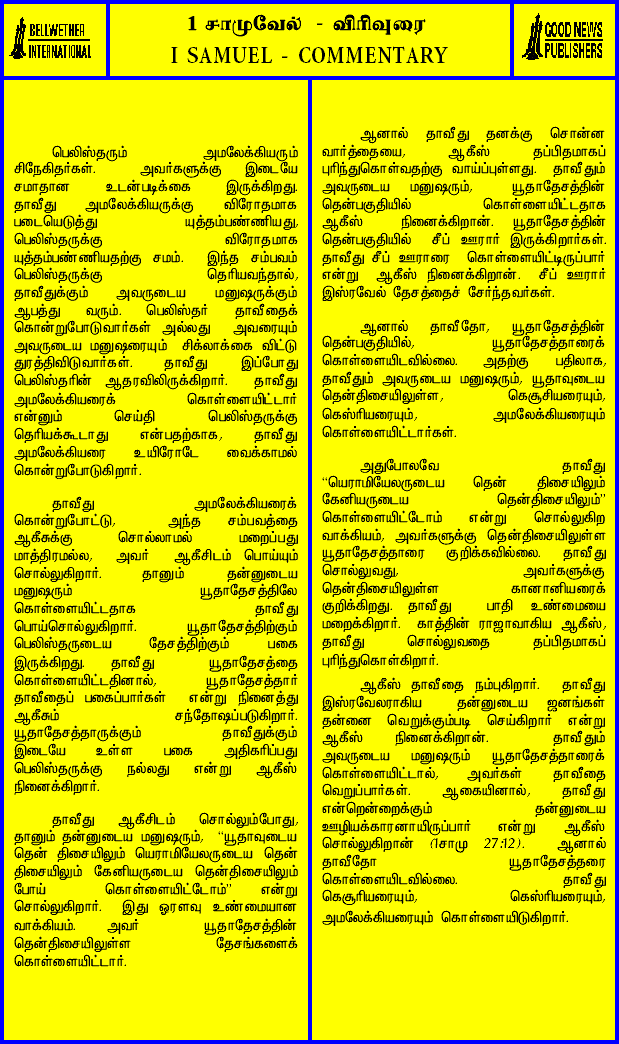 BELLWETHER
INTERNATIONAL
1 சாமுவேல் - விரிவுரை
I SAMUEL - COMMENTARY
GOOD NEWS
PUBLISHERS
பெலிஸ்தரும் அமலேக்கியரும்
சிநேகிதர்கள். அவர்களுக்கு இடையே
சமாதான உடன்படிக்கை இருக்கிறது.
தாவீது அமலேக்கியருக்கு விரோதமாக
படையெடுத்து யுத்தம்பண்ணியது,
பெலிஸ்தருக்கு விரோதமாக
யுத்தம்பண்ணியதற்கு சமம். இந்த சம்பவம்
பெலிஸ்தருக்கு தெரியவந்தால்,
தாவீதுக்கும் அவருடைய மனுஷருக்கும்
ஆபத்து வரும். பெலிஸ்தர் தாவீதைக்
கொன்றுபோடுவார்கள் அல்லது அவரையும்
அவருடைய மனுஷரையும் சிக்லாக்கை விட்டு
துரத்திவிடுவார்கள். தாவீது இப்போது
பெலிஸ்தரின் ஆதரவிலிருக்கிறார். தாவீது
அமலேக்கியரைக் கொள்ளையிட்டார்
என்னும் செய்தி பெலிஸ்தருக்கு
தெரியக்கூடாது என்பதற்காக, தாவீது
அமலேக்கியரை உயிரோடே வைக்காமல்
கொன்றுபோடுகிறார்.
தாவீது அமலேக்கியரைக்
கொன்றுபோட்டு, அந்த சம்பவத்தை
ஆகீசுக்கு சொல்லாமல் மறைப்பது
மாத்திரமல்ல, அவர் ஆகீசிடம் பொய்யும்
சொல்லுகிறார். தானும் தன்னுடைய
மனுஷரும் யூதாதேசத்திலே
கொள்ளையிட்டதாக தாவீது
பொய்சொல்லுகிறார். யூதாதேசத்திற்கும்
பெலிஸ்தருடைய தேசத்திற்கும் பகை
இருக்கிறது. தாவீது யூதாதேசத்தை
கொள்ளையிட்டதினால், யூதாதேசத்தார்
தாவீதைப் பகைப்பார்கள் என்று நினைத்து
ஆகீசும் சந்தோஷப்படுகிறார்.
யூதாதேசத்தாருக்கும் தாவீதுக்கும்
இடையே உள்ள பகை அதிகரிப்பது
பெலிஸ்தருக்கு நல்லது என்று ஆகீஸ்
நினைக்கிறார்.
தாவீது ஆகீசிடம் சொல்லும்போது,
தானும் தன்னுடைய மனுஷரும், “யூதாவுடைய
தென் திசையிலும் யெராமியேலருடைய தென்
திசையிலும் கேனியருடைய தென்திசையிலும்
போய் கொள்ளையிட்டோம்” என்று
சொல்லுகிறார். இது ஓரளவு உண்மையான
வாக்கியம். அவர் யூதாதேசத்தின்
தென்திசையிலுள்ள தேசங்களைக்
கொள்ளையிட்டார்.
ஆனால் தாவீது தனக்கு சொன்ன
வார்த்தையை, ஆகீஸ் தப்பிதமாகப்
புரிந்துகொள்வதற்கு வாய்ப்புள்ளது. தாவீதும்
அவருடைய மனுஷரும், யூதாதேசத்தின்
தென்பகுதியில் கொள்ளையிட்டதாக
ஆகீஸ் நினைக்கிறான். யூதாதேசத்தின்
தென்பகுதியில் சீப் ஊரார் இருக்கிறார்கள்.
தாவீது சீப் ஊராரை கொள்ளையிட்டிருப்பார்
என்று ஆகீஸ் நினைக்கிறான். சீப் ஊரார்
இஸ்ரவேல் தேசத்தைச் சேர்ந்தவர்கள்.
ஆனால் தாவீதோ, யூதாதேசத்தின்
தென்பகுதியில், யூதாதேசத்தாரைக்
கொள்ளையிடவில்லை. அதற்கு பதிலாக,
தாவீதும் அவருடைய மனுஷரும், யூதாவுடைய
தென்திசையிலுள்ள, கெசூரியரையும்,
கெஸ்ரியரையும், அமலேக்கியரையும்
கொள்ளையிட்டார்கள்.
அதுபோலவே தாவீது
“யெராமியேலருடைய தென் திசையிலும்
கேனியருடைய தென்திசையிலும்”
கொள்ளையிட்டோம் என்று சொல்லுகிற
வாக்கியம், அவர்களுக்கு தென்திசையிலுள்ள
யூதாதேசத்தாரை குறிக்கவில்லை. தாவீது
சொல்லுவது, அவர்களுக்கு
தென்திசையிலுள்ள கானானியரைக்
குறிக்கிறது. தாவீது பாதி உண்மையை
மறைக்கிறார். காத்தின் ராஜாவாகிய ஆகீஸ்,
தாவீது சொல்லுவதை தப்பிதமாகப்
புரிந்துகொள்கிறார்.
ஆகீஸ் தாவீதை நம்புகிறார். தாவீது
இஸ்ரவேலராகிய தன்னுடைய ஜனங்கள்
தன்னை வெறுக்கும்படி செய்கிறார் என்று
ஆகீஸ் நினைக்கிறான். தாவீதும்
அவருடைய மனுஷரும் யூதாதேசத்தாரைக்
கொள்ளையிட்டால், அவர்கள் தாவீதை
வெறுப்பார்கள். ஆகையினால், தாவீது
என்றென்றைக்கும் தன்னுடைய
ஊழியக்காரனாயிருப்பார் என்று ஆகீஸ்
சொல்லுகிறான் (1சாமு 27:12). ஆனால்
தாவீதோ யூதாதேசத்தரை
கொள்ளையிடவில்லை. தாவீது
கெசூரியரையும், கெஸ்ரியரையும்,
அமலேக்கியரையும் கொள்ளையிடுகிறார்.